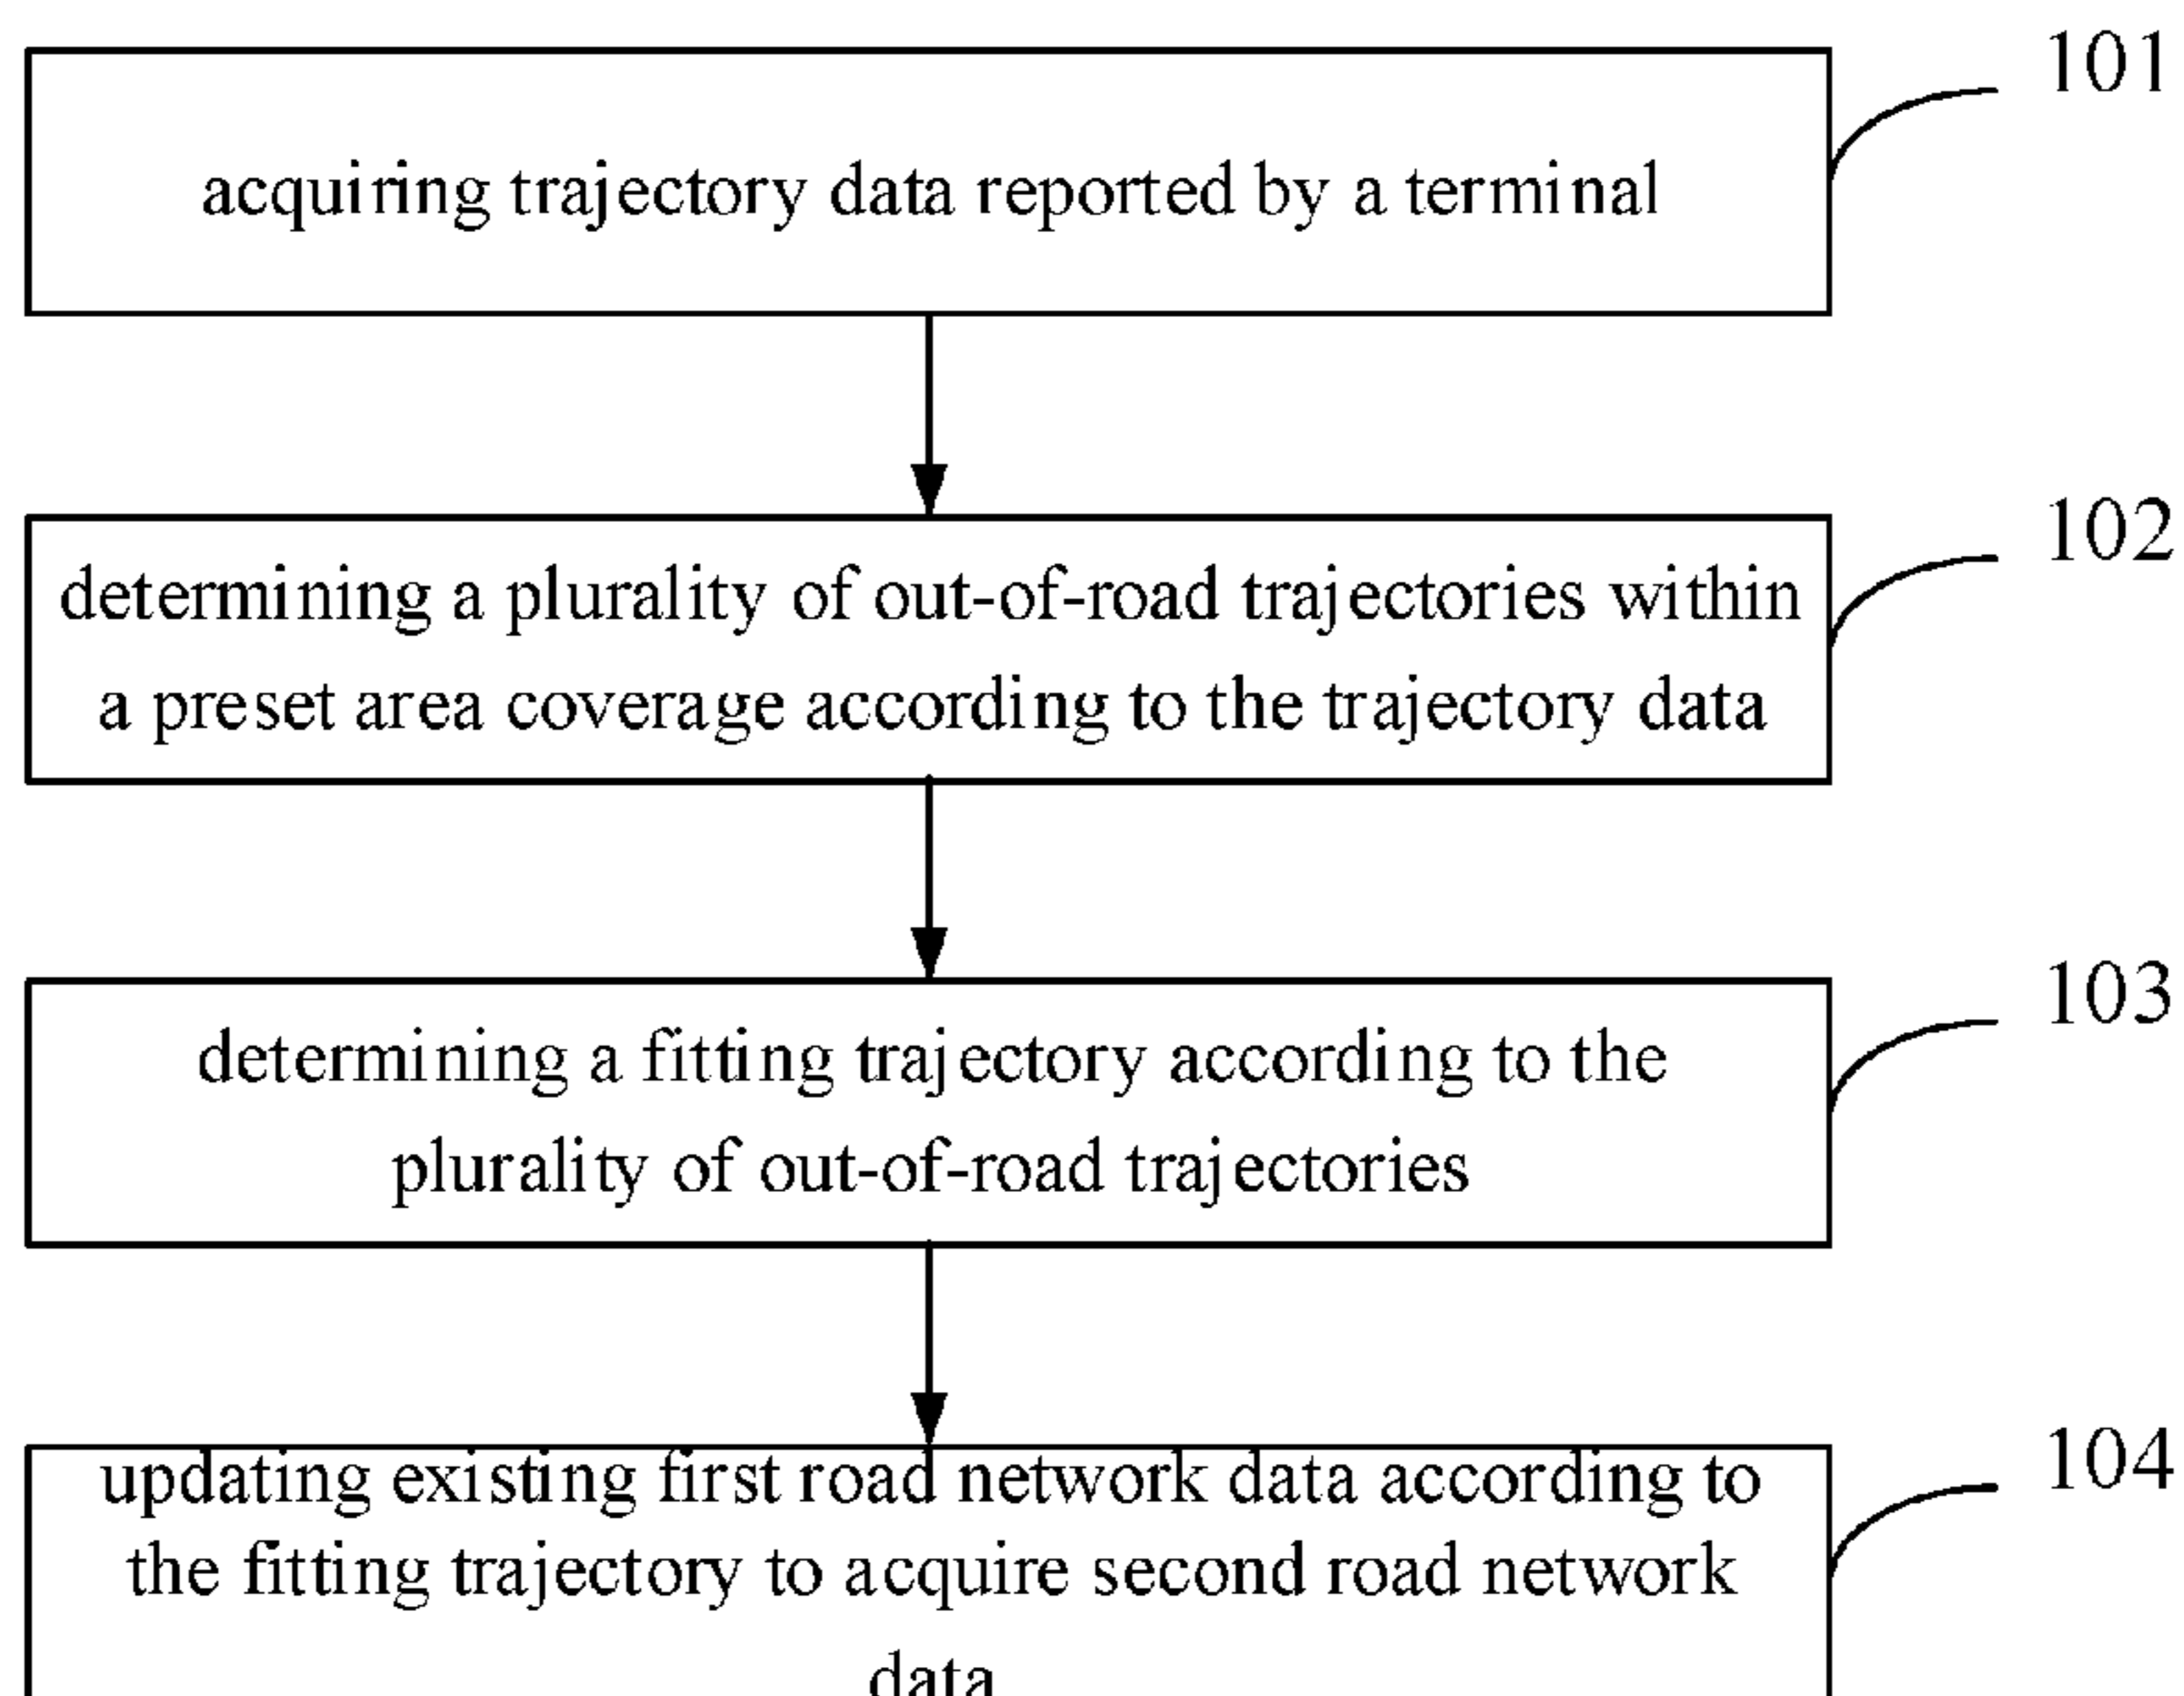 101
acquiring trajectory data reported by a terminal
102
determining a plurality of out-of-road trajectories within
a preset area coverage according to the trajectory data
103
determining a fitting trajectory according to the
plurality of out-of-road trajectories
104
updating existing first road network data according to
the fitting trajectory to acquire second road network
data